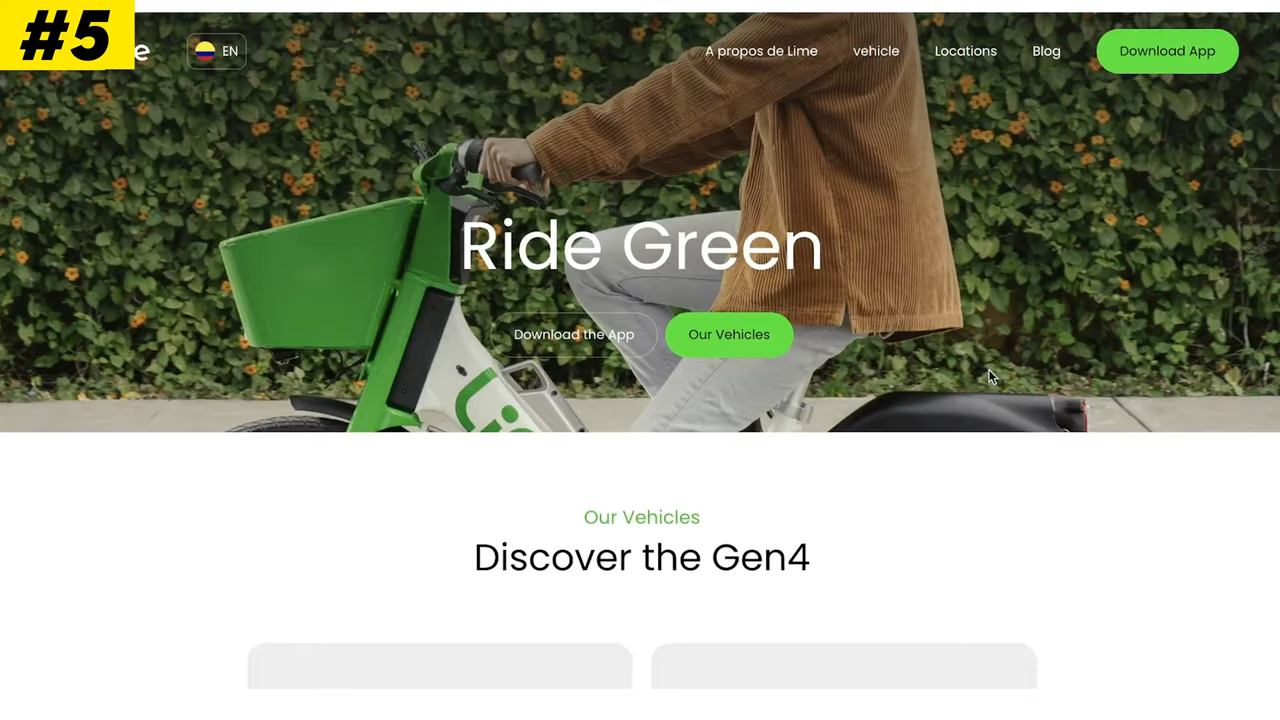 #5
e
EN
A propos de Lime
vehicle
Locations
Blog
Download App
Ride Green
Download the App
Our Vehicles
Our Vehicles
Discover the Gen4